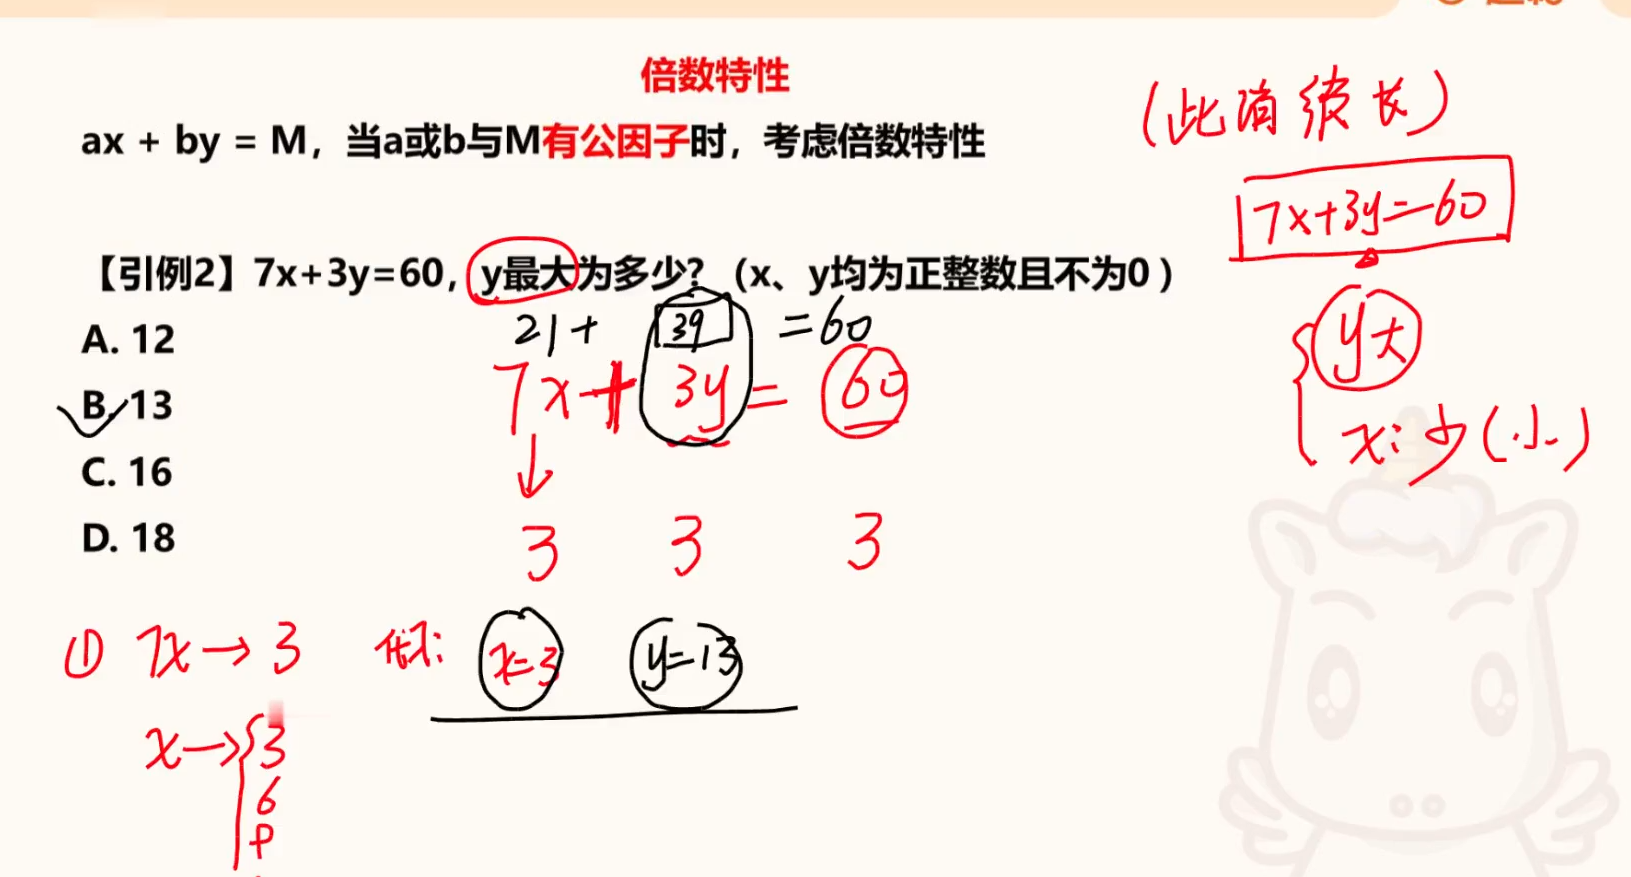 倍数特性
(此消彼长)
ax + by = M，当a或b与M有公因子时，考虑倍数特性
7x+3y=60
【引例2】7x+3y=60，y最大为多少?（x、y均为正整数且不为0）
A. 12
21+ 39 =60
y大
7x+3y=60
B. 13
x:少(小)
C. 16
D. 18
3 3 3
① 7x→3
x=3 y=13
x→3
6